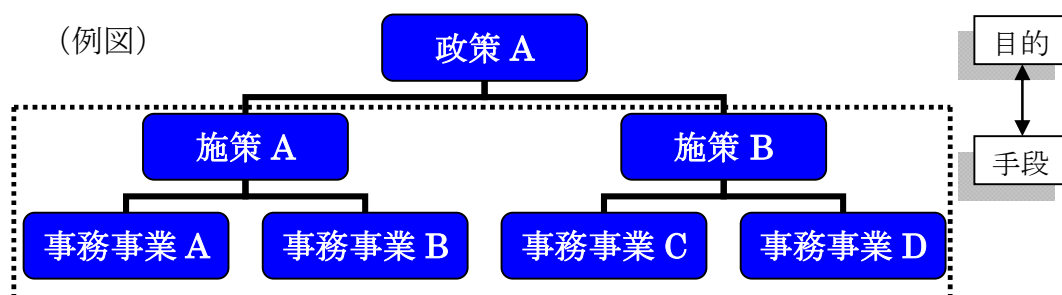 （例図）
政策 A
目的
手段
施策 A
施策 B
事務事業 A
事務事業 B
事務事業 C
事務事業 D